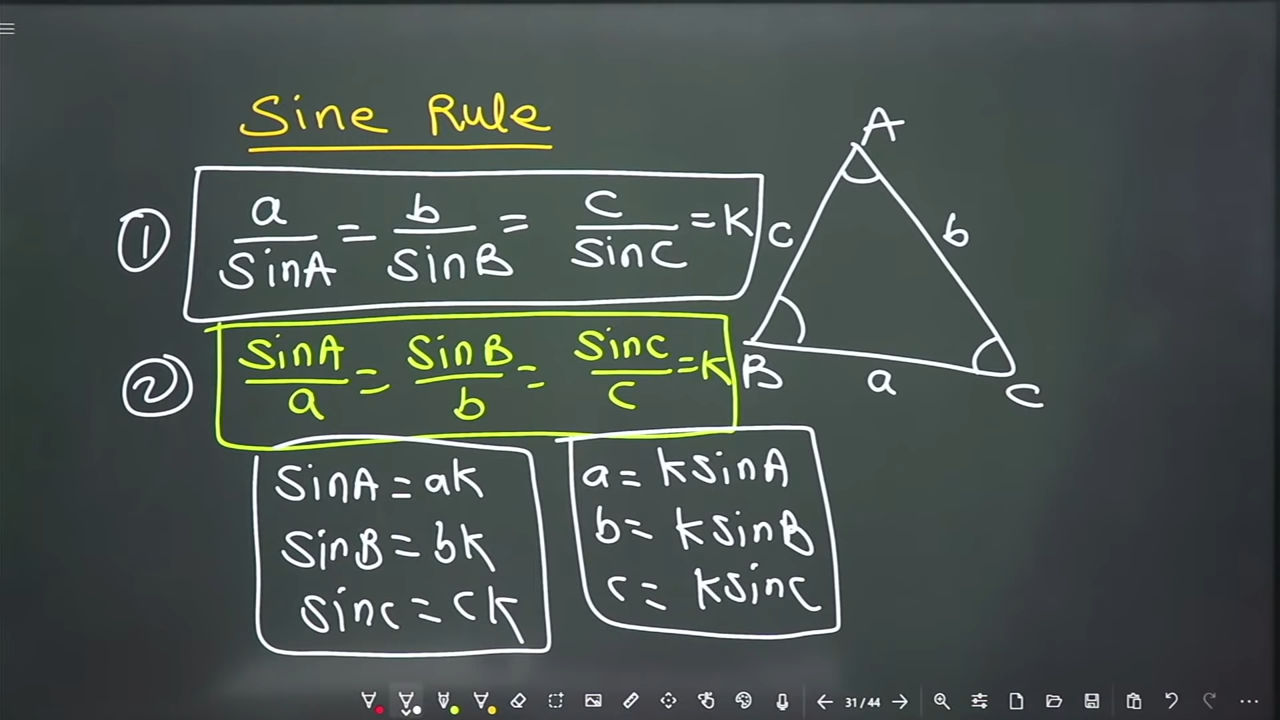 Sine Rule
① a/SinA = b/SinB = c/SinC = K
② SinA/a = SinB/b = Sinc/c = K
SinA = ak
SinB = bk
Sinc = ck
a = KSinA
b = KSinB
c = KSinc
A
c
b
B
a
C
31/44